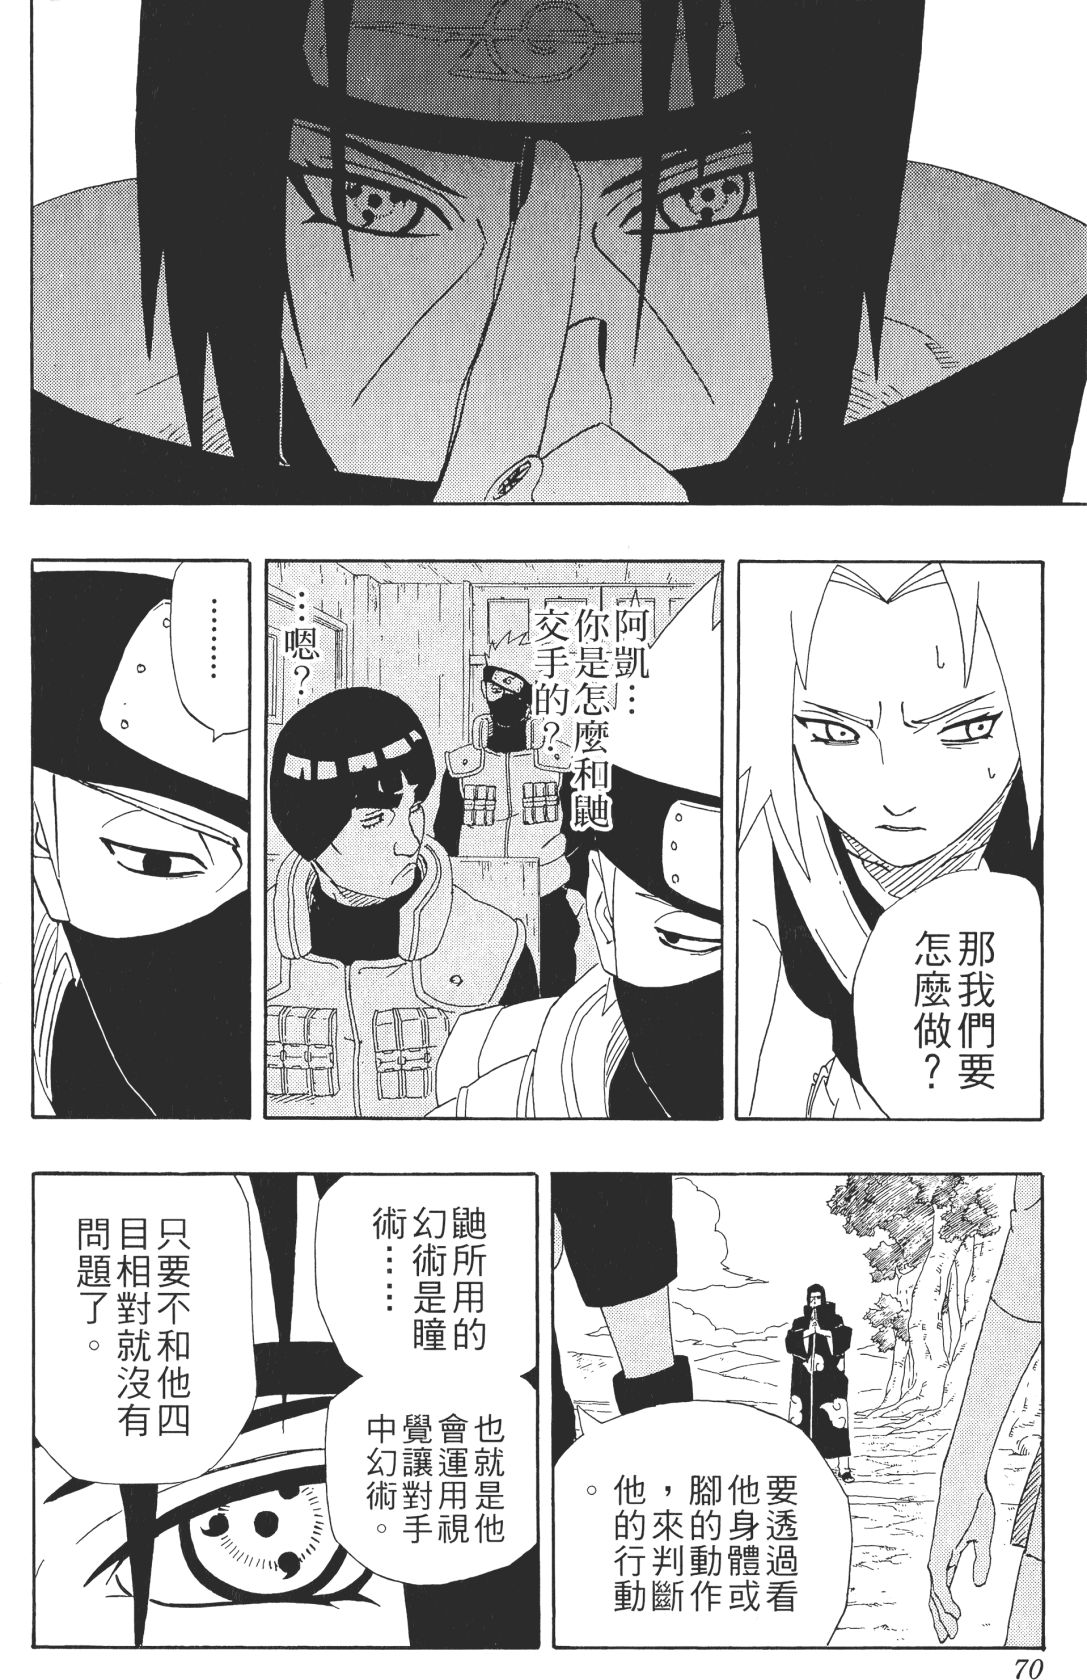 那我們要
怎麼做？
阿凱…
你是怎麼和鼬
交手的？
…嗯？
………
要透過看
他身體或
腳的動作
，來判斷
他的行動
。
鼬所用的
幻術是瞳
術……
也就是他
會運用視
覺讓對手
中幻術。
只要不和他四
目相對就沒有
問題了。
70